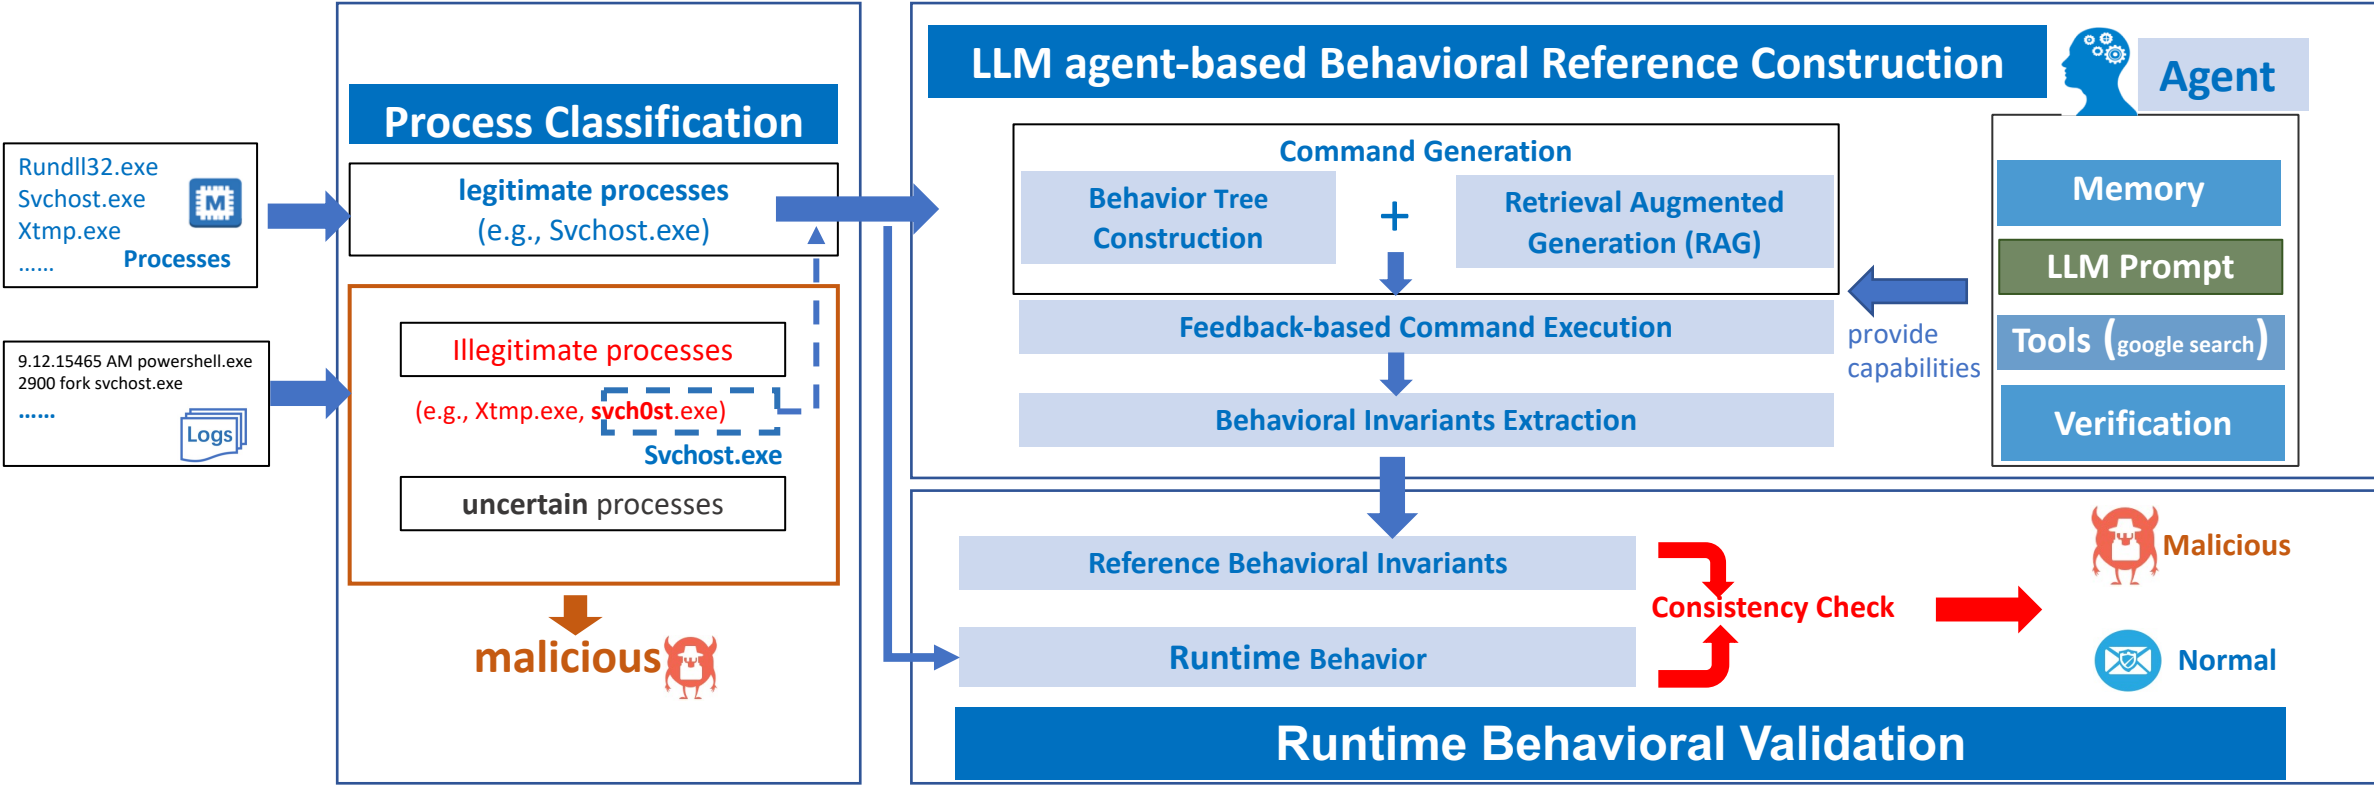 Rundll32.exe
Svchost.exe
Xtmp.exe
......
Processes
M
9.12.15465 AM powershell.exe
2900 fork svchost.exe
......
Logs
Process Classification
legitimate processes
(e.g., Svchost.exe)
Illegitimate processes
(e.g., Xtmp.exe, svch0st.exe)
Svchost.exe
uncertain processes
malicious
LLM agent-based Behavioral Reference Construction
Agent
Command Generation
Behavior Tree
Construction
+
Retrieval Augmented
Generation (RAG)
Feedback-based Command Execution
Behavioral Invariants Extraction
provide
capabilities
Memory
LLM Prompt
Tools (google search)
Verification
Reference Behavioral Invariants
Runtime Behavior
Consistency Check
Malicious
Normal
Runtime Behavioral Validation